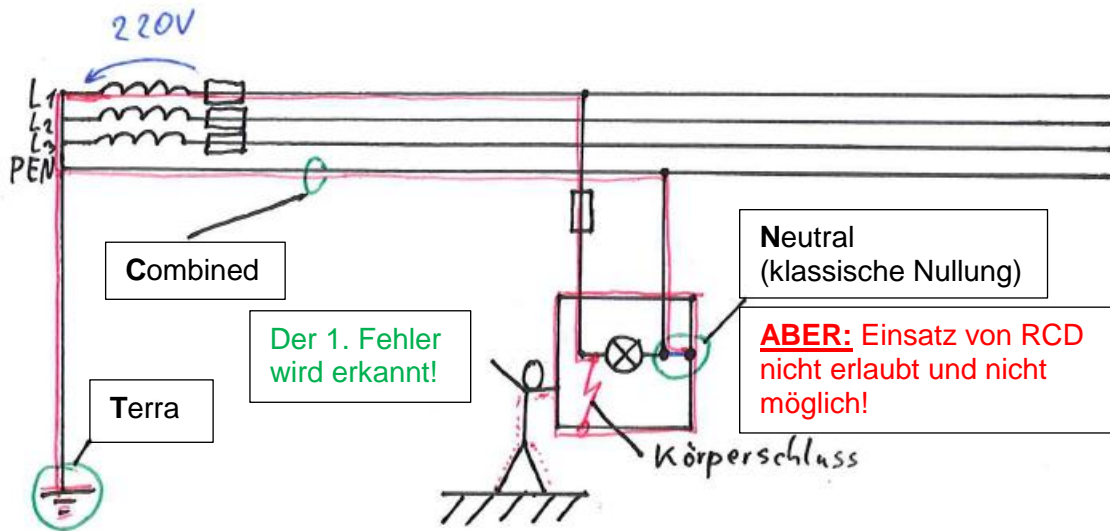 220V
L1
L2
L3
PEN
Combined
Neutral
(klassische Nullung)
Der 1. Fehler
wird erkannt!
ABER: Einsatz von RCD
nicht erlaubt und nicht
möglich!
Terra
Körperschluss